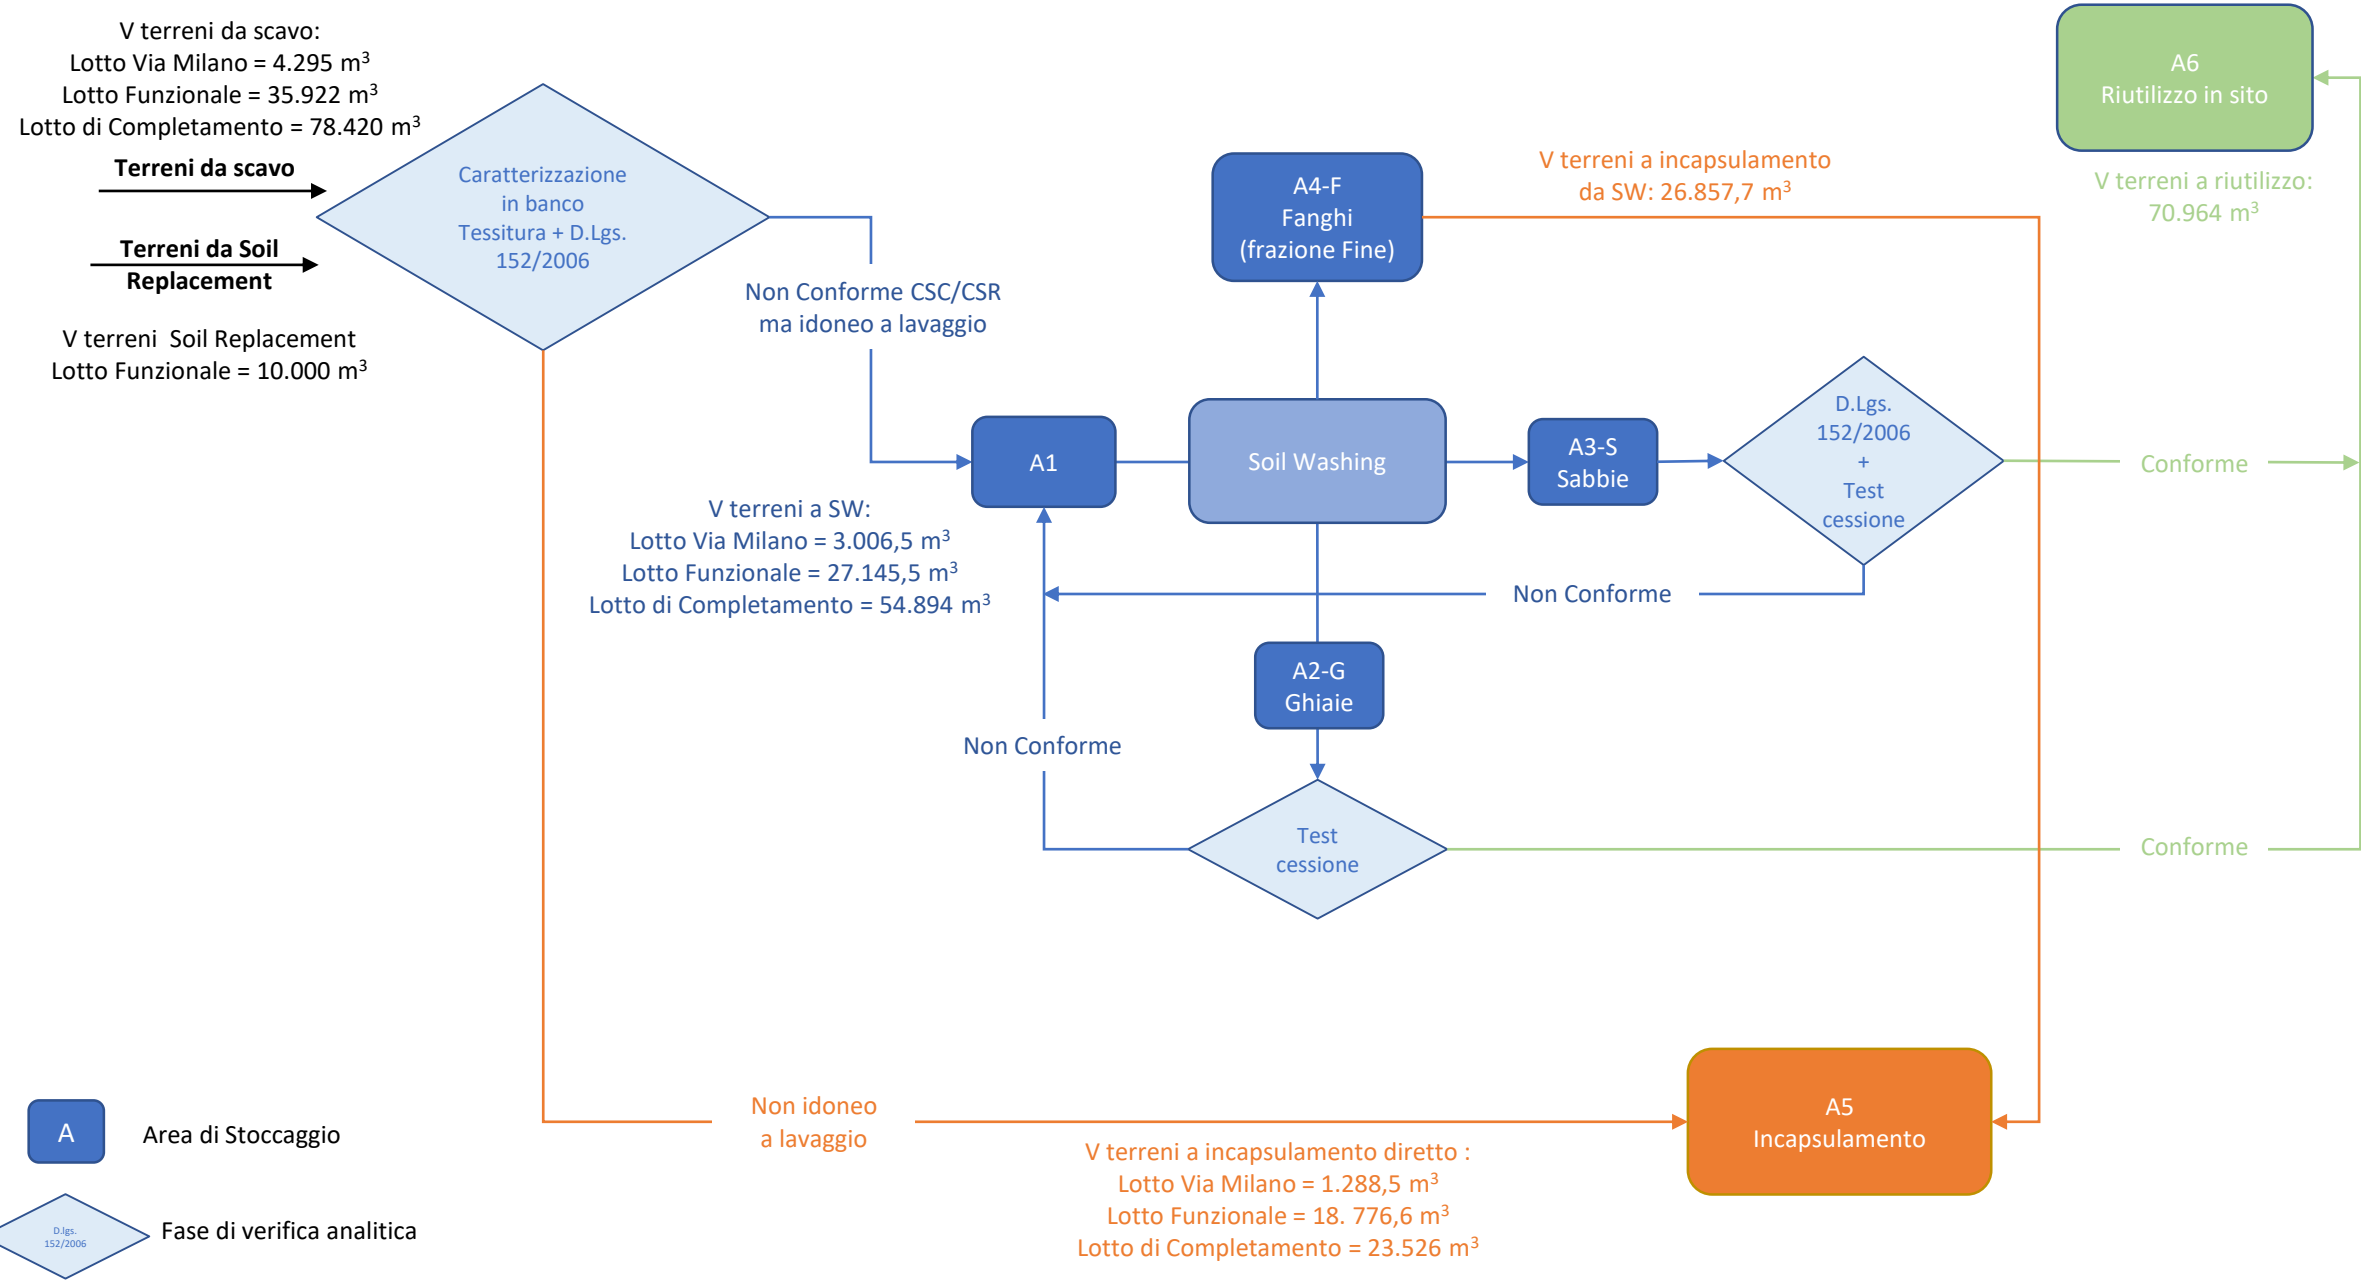 V terreni da scavo:
Lotto Via Milano = 4.295 m³
Lotto Funzionale = 35.922 m³
Lotto di Completamento = 78.420 m³
Terreni da scavo
Terreni da Soil
Replacement
V terreni  Soil Replacement
Lotto Funzionale = 10.000 m³
Caratterizzazione
in banco
Tessitura + D.Lgs.
152/2006
Non Conforme CSC/CSR
ma idoneo a lavaggio
A4-F
Fanghi
(frazione Fine)
V terreni a incapsulamento
da SW: 26.857,7 m³
A6
Riutilizzo in sito
V terreni a riutilizzo:
70.964 m³
A1
Soil Washing
A3-S
Sabbie
D.Lgs.
152/2006
+
Test
cessione
Conforme
V terreni a SW:
Lotto Via Milano = 3.006,5 m³
Lotto Funzionale = 27.145,5 m³
Lotto di Completamento = 54.894 m³
Non Conforme
A2-G
Ghiaie
Non Conforme
Test
cessione
Conforme
Non idoneo
a lavaggio
A5
Incapsulamento
V terreni a incapsulamento diretto :
Lotto Via Milano = 1.288,5 m³
Lotto Funzionale = 18. 776,6 m³
Lotto di Completamento = 23.526 m³
A
Area di Stoccaggio
D.lgs.
152/2006
Fase di verifica analitica